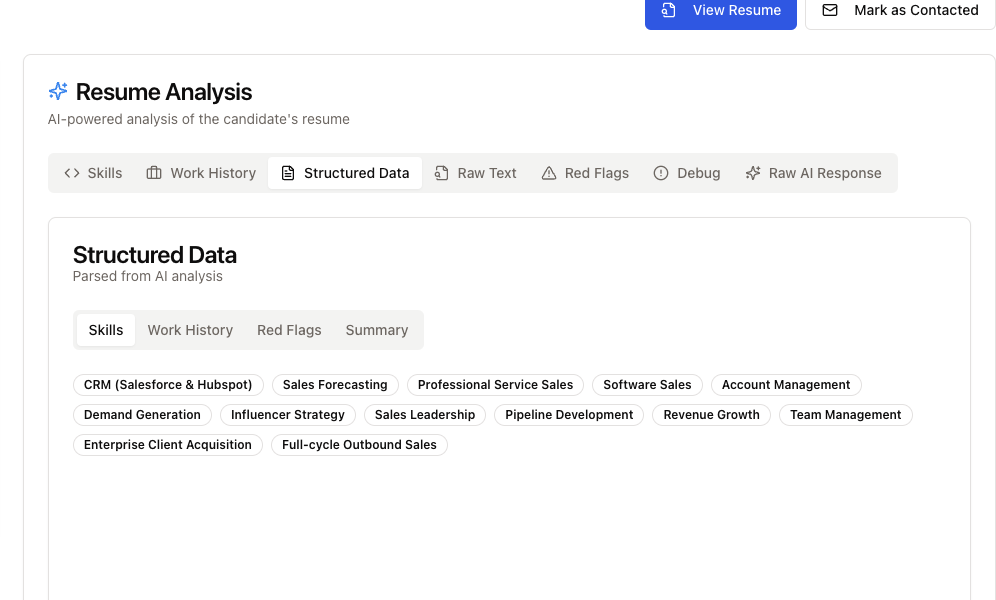 View Resume Mark as Contacted
Resume Analysis
AI-powered analysis of the candidate's resume
Skills Work History Structured Data Raw Text Red Flags Debug Raw AI Response
Structured Data
Parsed from AI analysis
Skills Work History Red Flags Summary
CRM (Salesforce & Hubspot) Sales Forecasting Professional Service Sales Software Sales Account Management
Demand Generation Influencer Strategy Sales Leadership Pipeline Development Revenue Growth Team Management
Enterprise Client Acquisition Full-cycle Outbound Sales